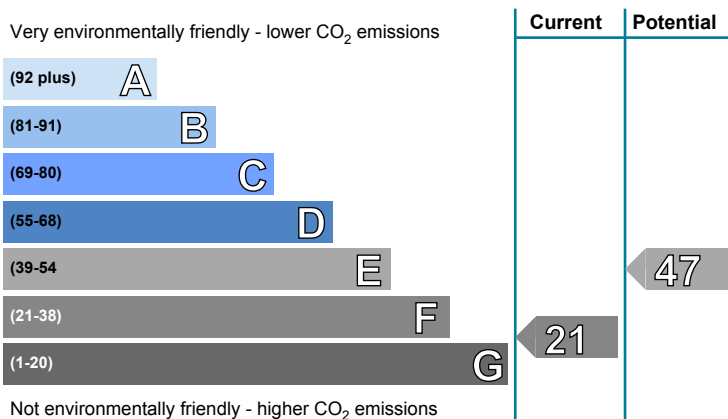 Current Potential
Very environmentally friendly - lower CO₂ emissions
(92 plus) A
(81-91) B
(69-80) C
(55-68) D
(39-54 E
47
(21-38) F
21
(1-20) G
Not environmentally friendly - higher CO₂ emissions